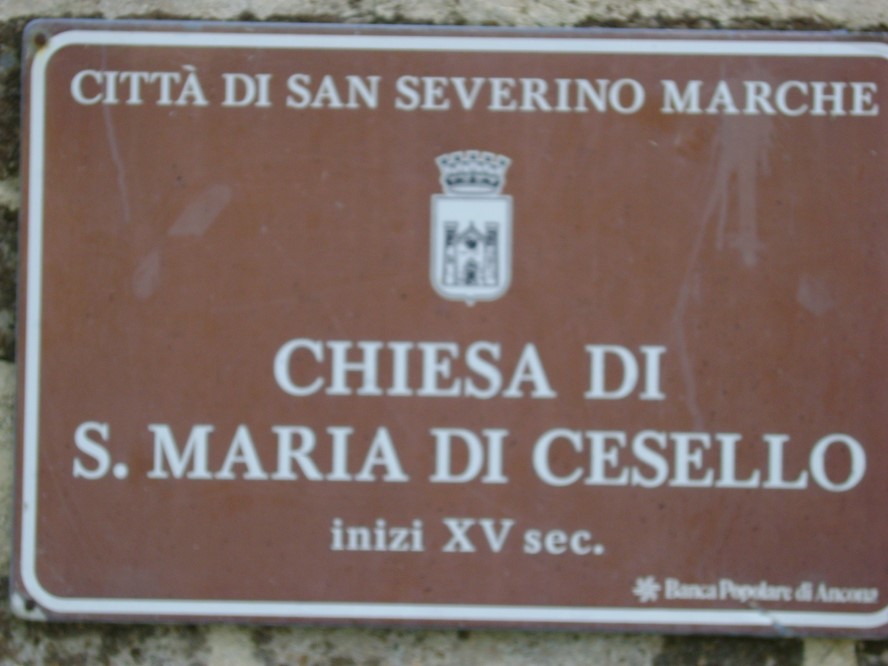 CITTÀ DI SAN SEVERINO MARCHE
CHIESA DI
S. MARIA DI CESELLO
inizi XV sec.
Banca Popolare di Ancona